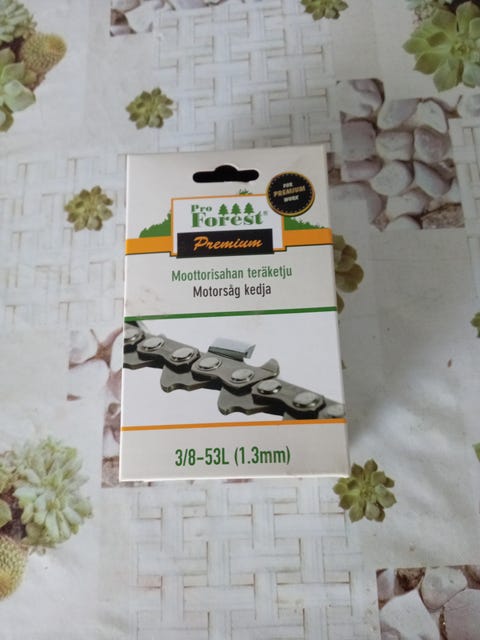 FOR
PREMIUM
WORK
Pro
Forest®
Premium
Moottorisahan teräketju
Motorsåg kedja
3/8-53L (1.3mm)